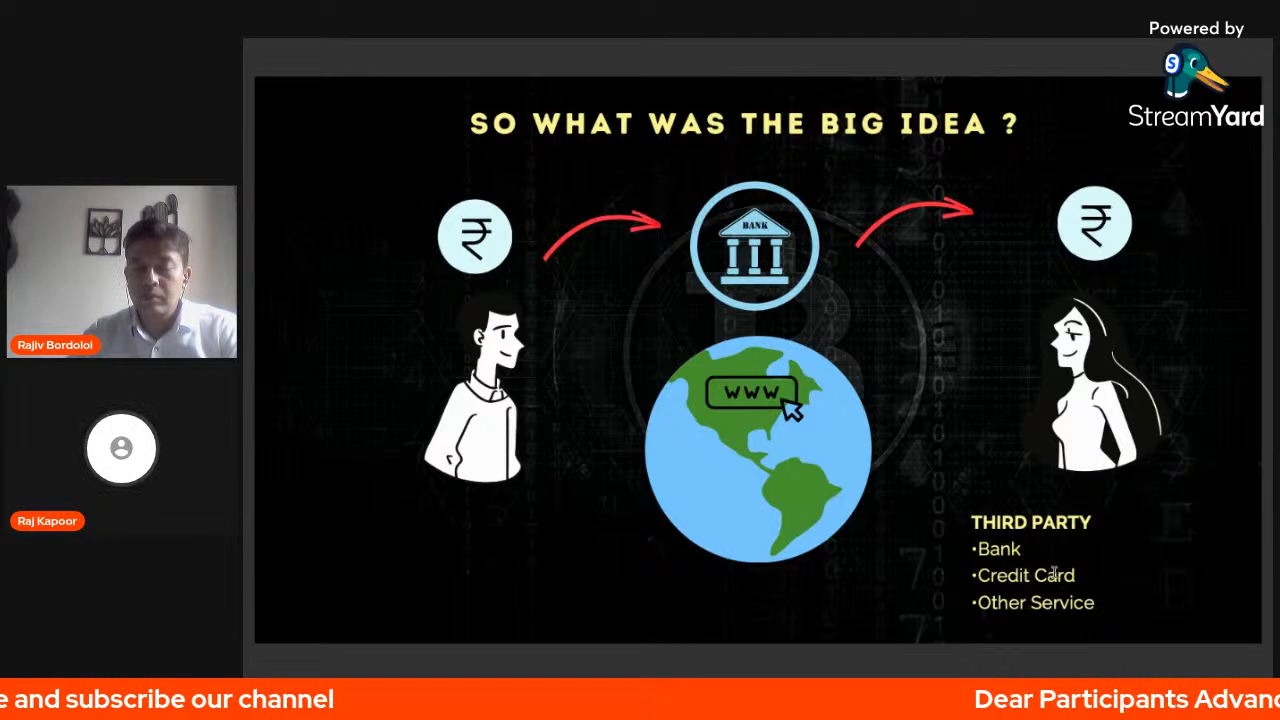 Powered by
StreamYard
SO WHAT WAS THE BIG IDEA ?
₹
BANK
₹
WWW
Rajiv Bordoloi
Raj Kapoor
THIRD PARTY
•Bank
•Credit Card
•Other Service
e and subscribe our channel
Dear Participants Advanc